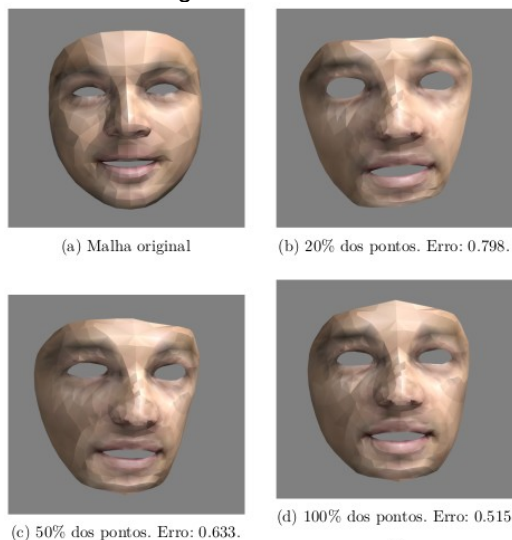 (a) Malha original
(b) 20% dos pontos. Erro: 0.798.
(c) 50% dos pontos. Erro: 0.633.
(d) 100% dos pontos. Erro: 0.515